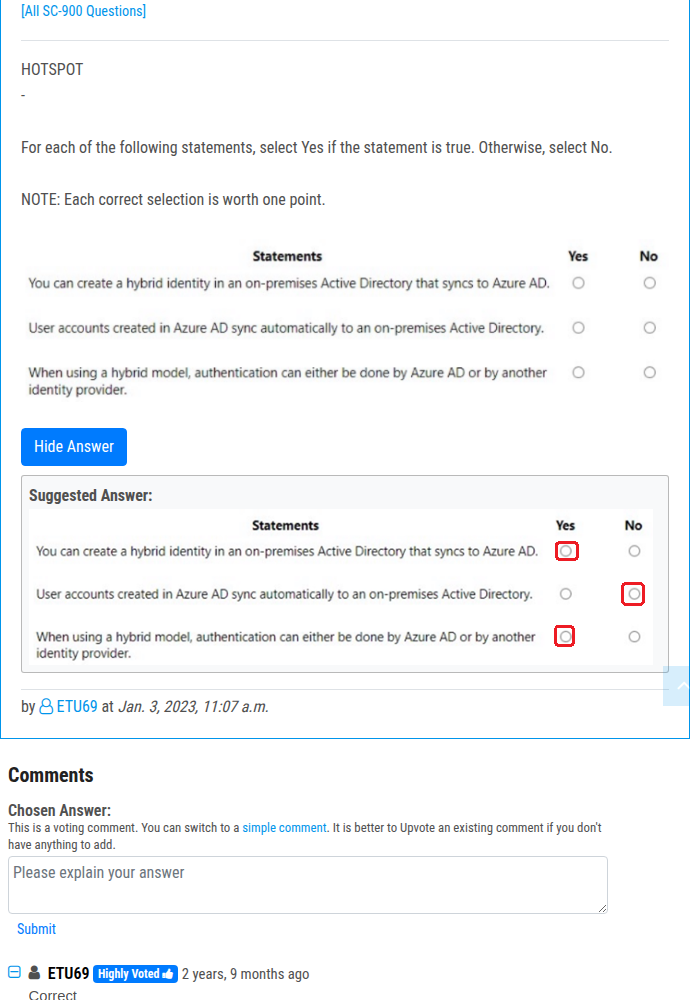 [All SC-900 Questions]
HOTSPOT
-
For each of the following statements, select Yes if the statement is true. Otherwise, select No.
NOTE: Each correct selection is worth one point.
Statements Yes No
You can create a hybrid identity in an on-premises Active Directory that syncs to Azure AD.
User accounts created in Azure AD sync automatically to an on-premises Active Directory.
When using a hybrid model, authentication can either be done by Azure AD or by another
identity provider.
Hide Answer
Suggested Answer:
Statements Yes No
You can create a hybrid identity in an on-premises Active Directory that syncs to Azure AD.
User accounts created in Azure AD sync automatically to an on-premises Active Directory.
When using a hybrid model, authentication can either be done by Azure AD or by another
identity provider.
by ETU69 at Jan. 3, 2023, 11:07 a.m.
Comments
Chosen Answer:
This is a voting comment. You can switch to a simple comment. It is better to Upvote an existing comment if you don't
have anything to add.
Please explain your answer
Submit
ETU69 Highly Voted 2 years, 9 months ago
Correct